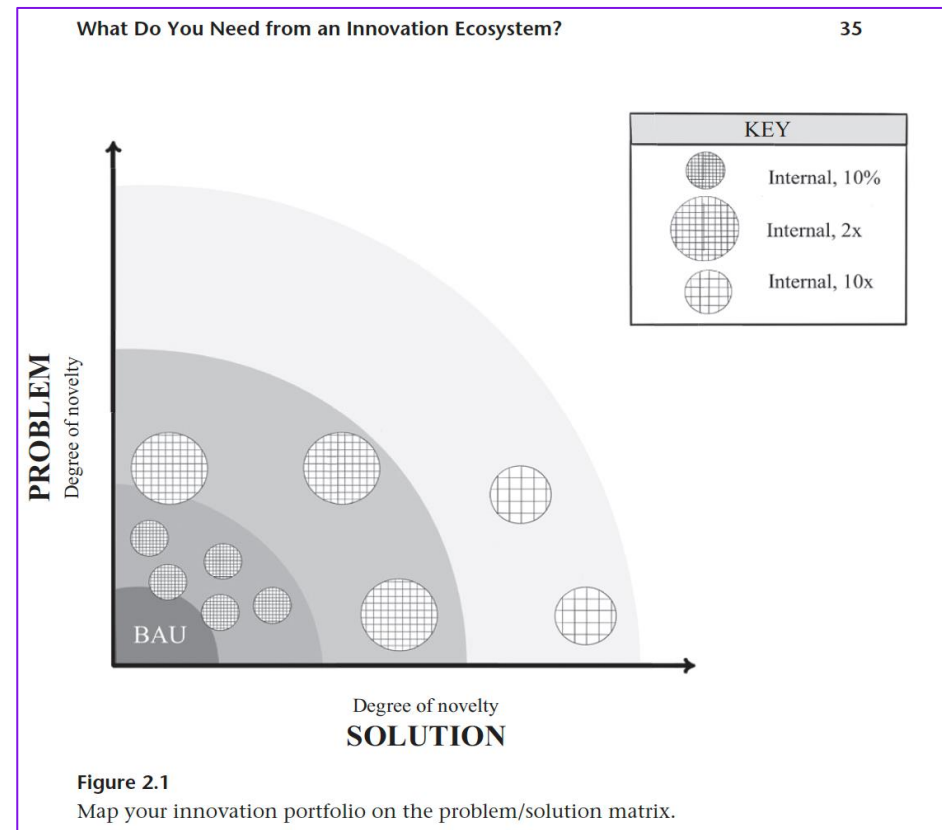 What Do You Need from an Innovation Ecosystem? 35
KEY
Internal, 10%
Internal, 2x
Internal, 10x
PROBLEM
Degree of novelty
BAU
Degree of novelty
SOLUTION
Figure 2.1
Map your innovation portfolio on the problem/solution matrix.